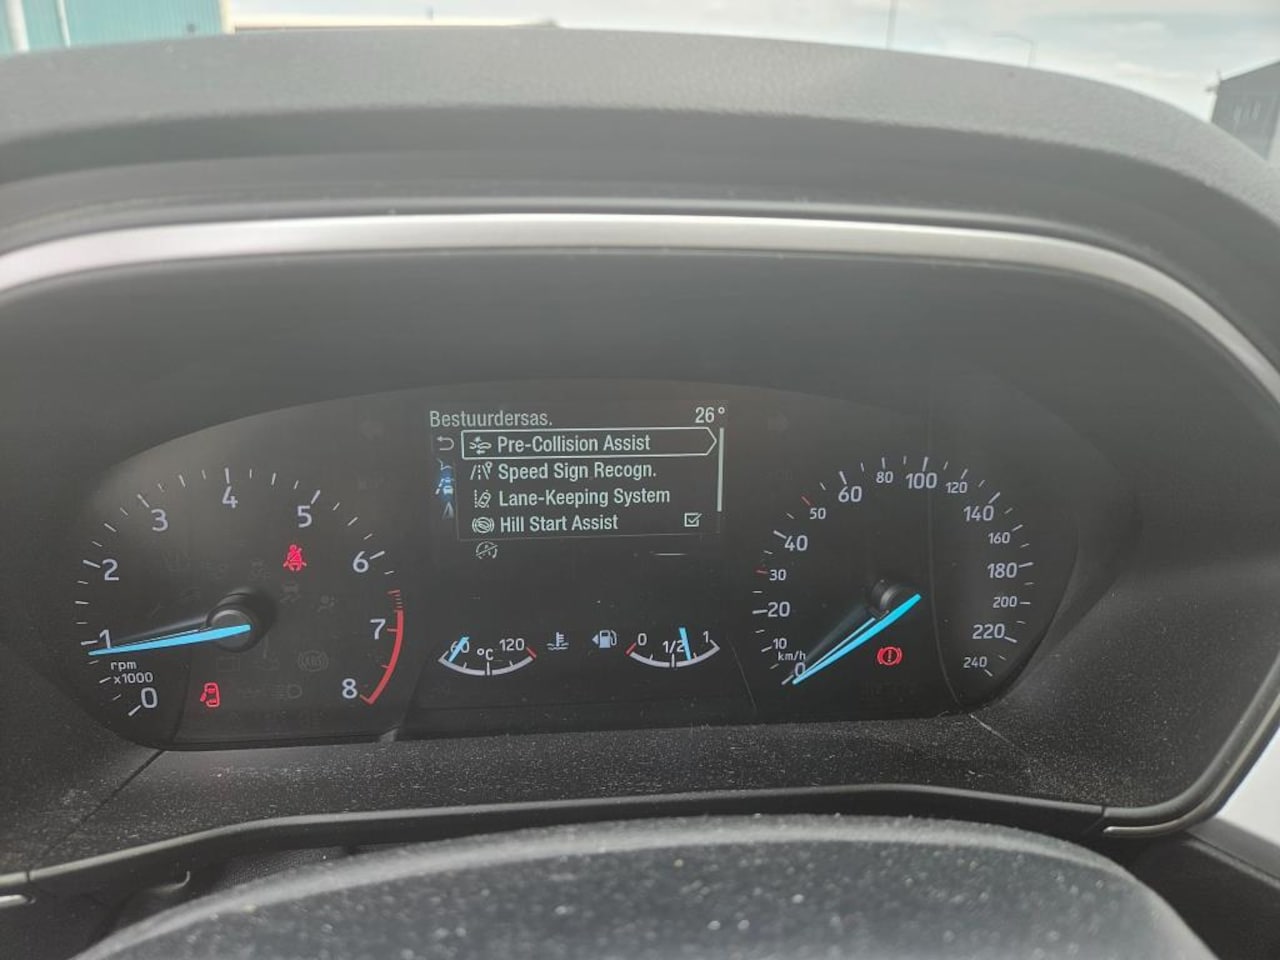 Bestuurdersas. 26°
Pre-Collision Assist
Speed Sign Recogn.
Lane-Keeping System
Hill Start Assist
0
1
2
3
4
5
6
7
8
rpm
x1000
60 °C 120
0 1/2 1
0
10
20
30
40
50
60
80
100
120
140
160
180
200
220
240
km/h